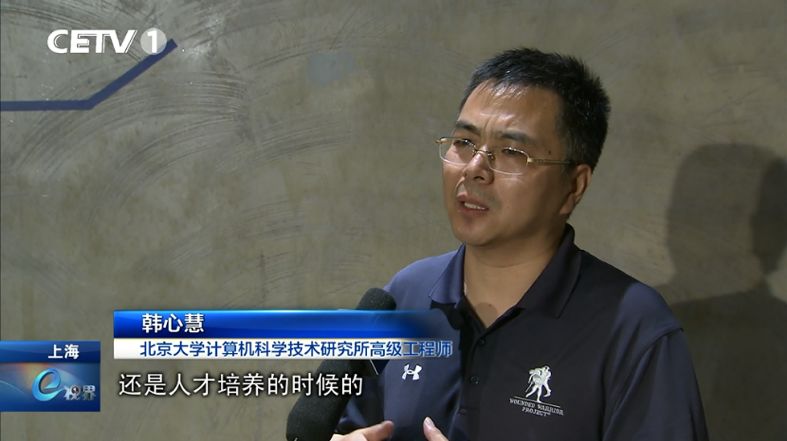 CETV 1
韩心慧
北京大学计算机科学技术研究所高级工程师
上海
e视界
还是人才培养的时候的
WOUNDED WARRIOR
PROJECT